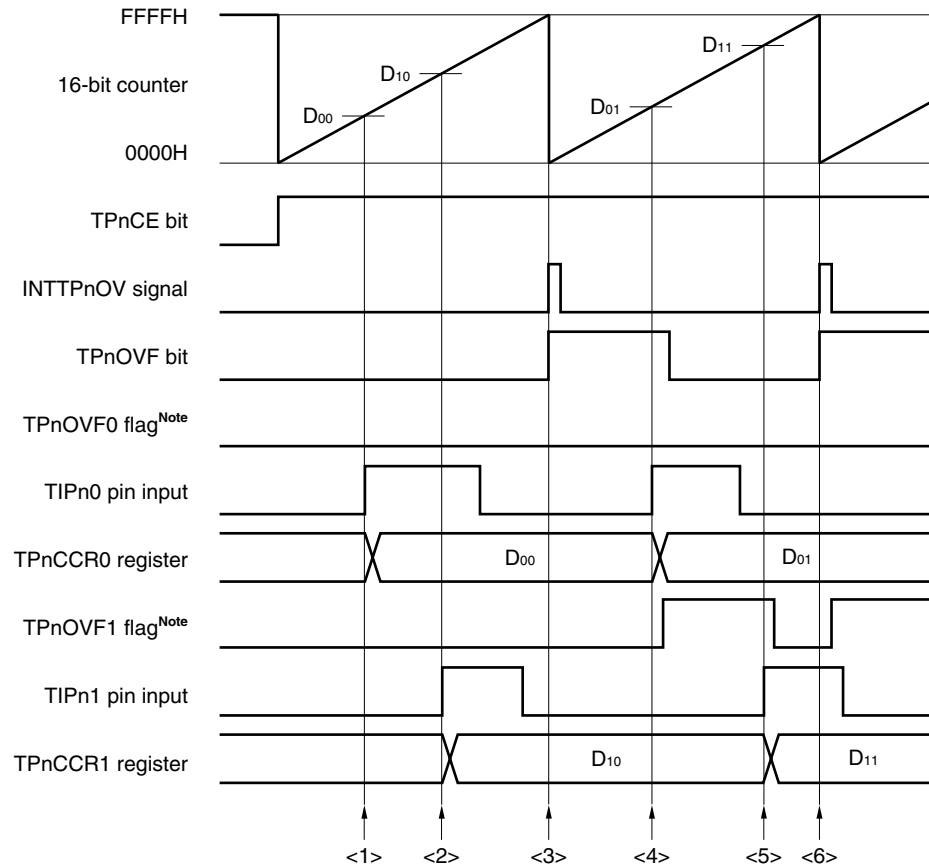 FFFFH
D11
16-bit counter
D10
D00
D01
0000H
TPnCE bit
INTTPnOV signal
TPnOVF bit
TPnOVF0 flagNote
TIPn0 pin input
TPnCCR0 register
D00
D01
TPnOVF1 flagNote
TIPn1 pin input
TPnCCR1 register
D10
D11
<1> <2> <3> <4> <5> <6>